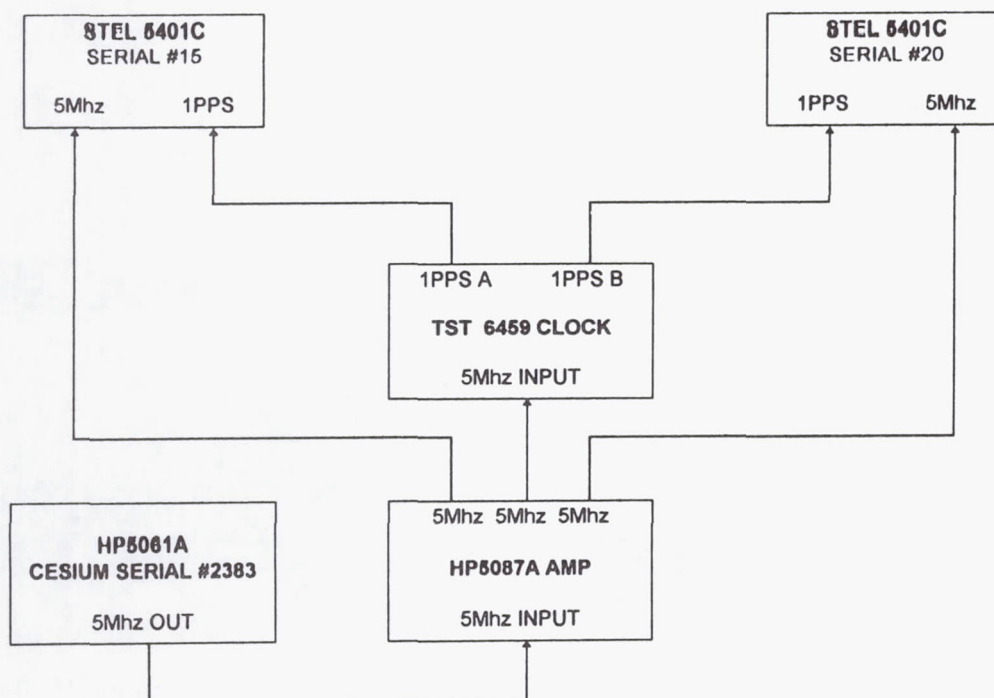 STEL 5401C
SERIAL #15
5Mhz 1PPS
STEL 5401C
SERIAL #20
1PPS 5Mhz
1PPS A 1PPS B
TST 6459 CLOCK
5Mhz INPUT
HP5061A
CESIUM SERIAL #2383
5Mhz OUT
5Mhz 5Mhz 5Mhz
HP5087A AMP
5Mhz INPUT